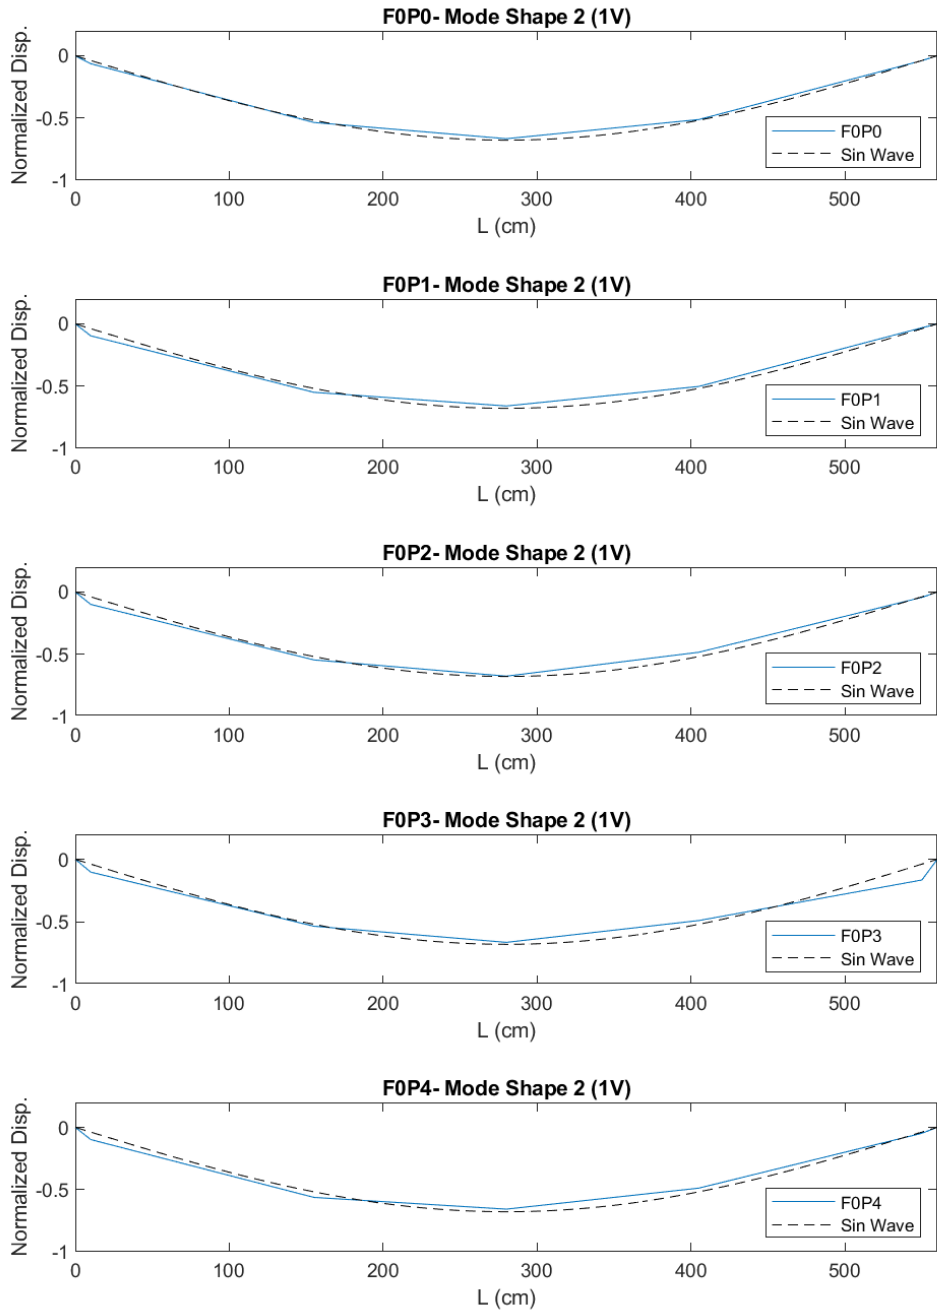 F0P0- Mode Shape 2 (1V)
Normalized Disp.
0
-0.5
-1
F0P0
Sin Wave
0 100 200 300 400 500
L (cm)
F0P1- Mode Shape 2 (1V)
Normalized Disp.
0
-0.5
-1
F0P1
Sin Wave
0 100 200 300 400 500
L (cm)
F0P2- Mode Shape 2 (1V)
Normalized Disp.
0
-0.5
-1
F0P2
Sin Wave
0 100 200 300 400 500
L (cm)
F0P3- Mode Shape 2 (1V)
Normalized Disp.
0
-0.5
-1
F0P3
Sin Wave
0 100 200 300 400 500
L (cm)
F0P4- Mode Shape 2 (1V)
Normalized Disp.
0
-0.5
-1
F0P4
Sin Wave
0 100 200 300 400 500
L (cm)